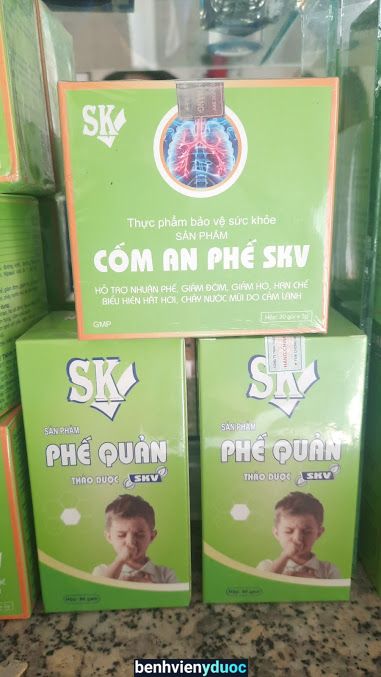 SK
Thực phẩm bảo vệ sức khỏe
SẢN PHẨM
CỐM AN PHẾ SKV
HỖ TRỢ NHUẬN PHẾ, GIẢM ĐỜM, GIẢM HO, HẠN CHẾ
BIỂU HIỆN HẮT HƠI, CHẢY NƯỚC MŨI DO CẢM LẠNH
GMP
Hộp: 20 gói x 3g
SK
SẢN PHẨM
PHẾ QUẢN
THẢO DƯỢC SKV
SK
SẢN PHẨM
PHẾ QUẢN
THẢO DƯỢC SKV
benhvienyduoc